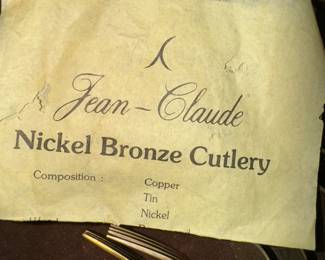 Jean-Claude
Nickel Bronze Cutlery
Composition : Copper
Tin
Nickel